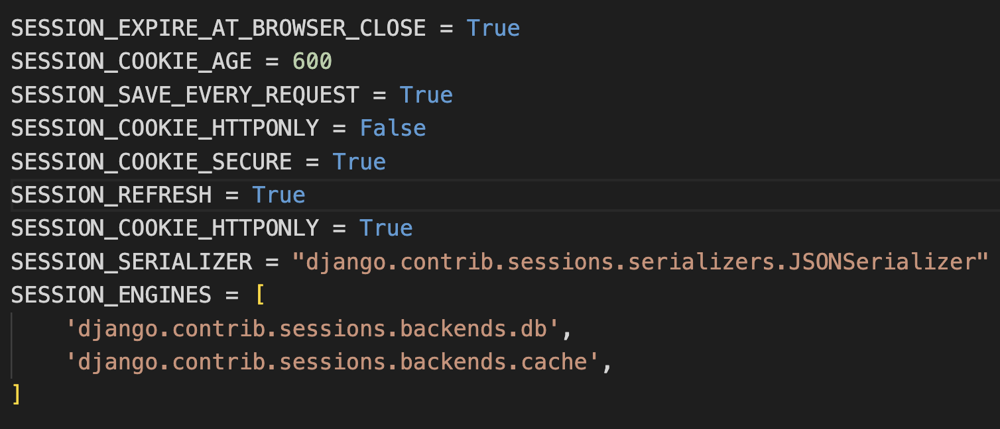 SESSION_EXPIRE_AT_BROWSER_CLOSE = True
SESSION_COOKIE_AGE = 600
SESSION_SAVE_EVERY_REQUEST = True
SESSION_COOKIE_HTTPONLY = False
SESSION_COOKIE_SECURE = True
SESSION_REFRESH = True
SESSION_COOKIE_HTTPONLY = True
SESSION_SERIALIZER = "django.contrib.sessions.serializers.JSONSerializer"
SESSION_ENGINES = [
    'django.contrib.sessions.backends.db',
    'django.contrib.sessions.backends.cache',
]